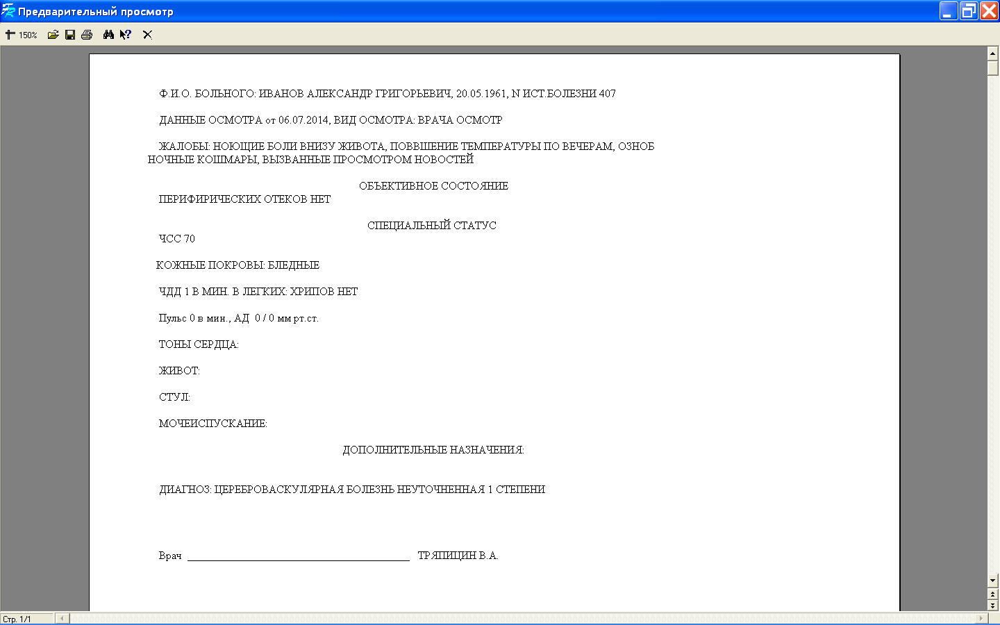 Предварительный просмотр
150%
Ф.И.О. БОЛЬНОГО: ИВАНОВ АЛЕКСАНДР ГРИГОРЬЕВИЧ, 20.05.1961, N ИСТ.БОЛЕЗНИ 407
ДАННЫЕ ОСМОТРА от 06.07.2014, ВИД ОСМОТРА: ВРАЧА ОСМОТР
ЖАЛОБЫ: НОЮЩИЕ БОЛИ ВНИЗУ ЖИВОТА, ПОВВШЕНИЕ ТЕМПЕРАТУРЫ ПО ВЕЧЕРАМ, ОЗНОБ
НОЧНЫЕ КОШМАРЫ, ВЫЗВАННЫЕ ПРОСМОТРОМ НОВОСТЕЙ
ОБЪЕКТИВНОЕ СОСТОЯНИЕ
ПЕРИФИРИЧЕСКИХ ОТЕКОВ НЕТ
СПЕЦИАЛЬНЫЙ СТАТУС
ЧСС 70
КОЖНЫЕ ПОКРОВЫ: БЛЕДНЫЕ
ЧДД 1 В МИН. В ЛЕГКИХ: ХРИПОВ НЕТ
Пульс 0 в мин., АД 0 / 0 мм рт.ст.
ТОНЫ СЕРДЦА:
ЖИВОТ:
СТУЛ:
МОЧЕИСПУСКАНИЕ:
ДОПОЛНИТЕЛЬНЫЕ НАЗНАЧЕНИЯ:
ДИАГНОЗ: ЦЕРЕБРОВАСКУЛЯРНАЯ БОЛЕЗНЬ НЕУТОЧНЕННАЯ 1 СТЕПЕНИ
Врач ________________________________________ ТРЯПИЦИН В.А.
Стр. 1/1